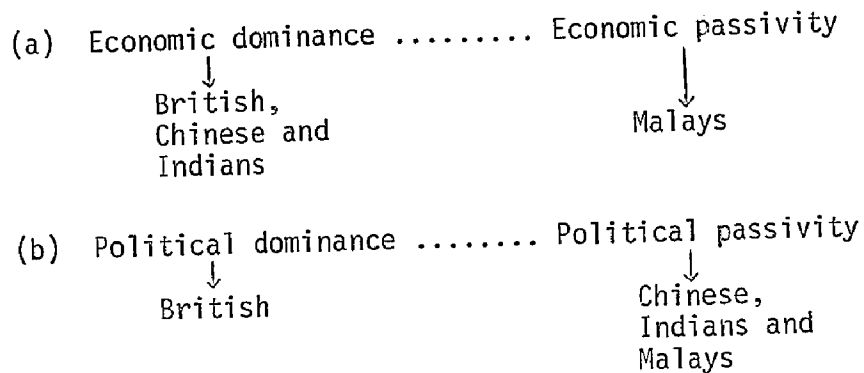 (a) Economic dominance ......... Economic passivity
British,
Chinese and
Indians
Malays
(b) Political dominance ........ Political passivity
British
Chinese,
Indians and
Malays